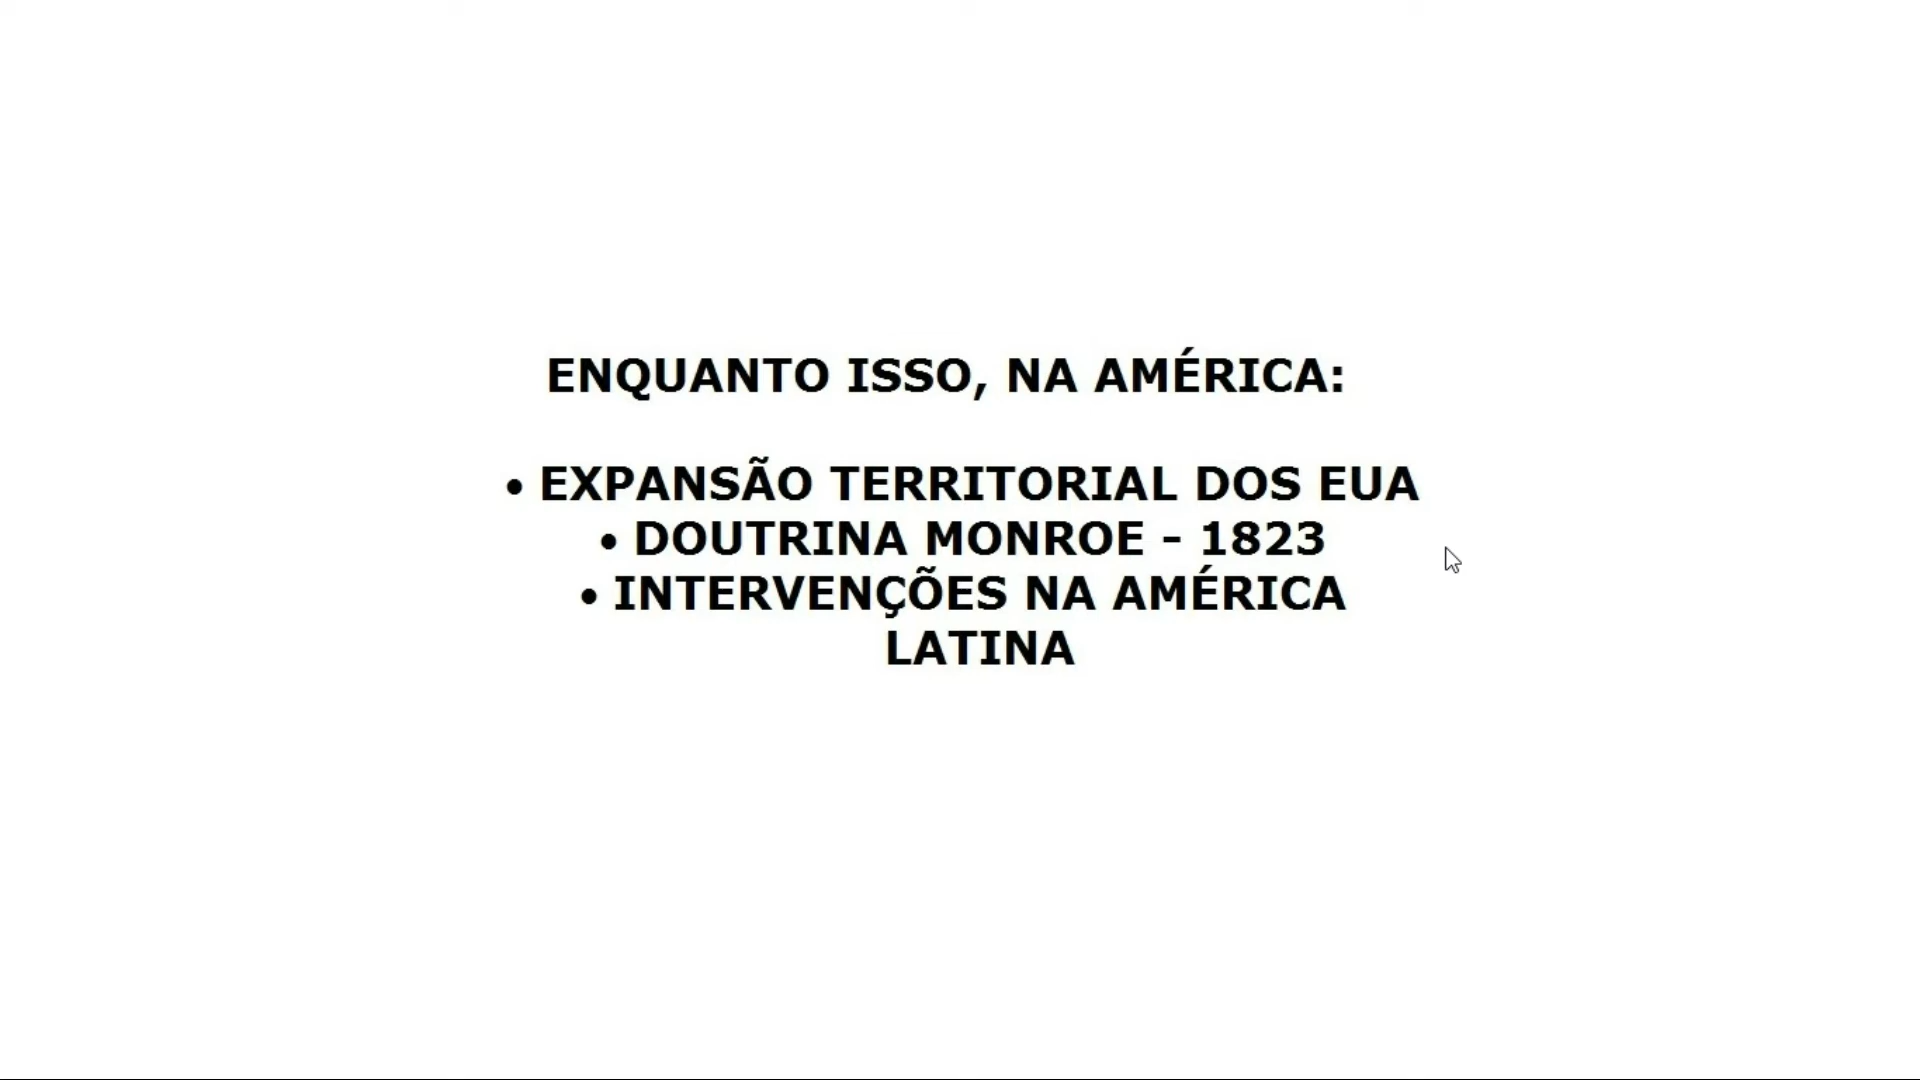 ENQUANTO ISSO, NA AMÉRICA:
• EXPANSÃO TERRITORIAL DOS EUA
• DOUTRINA MONROE - 1823
• INTERVENÇÕES NA AMÉRICA
LATINA